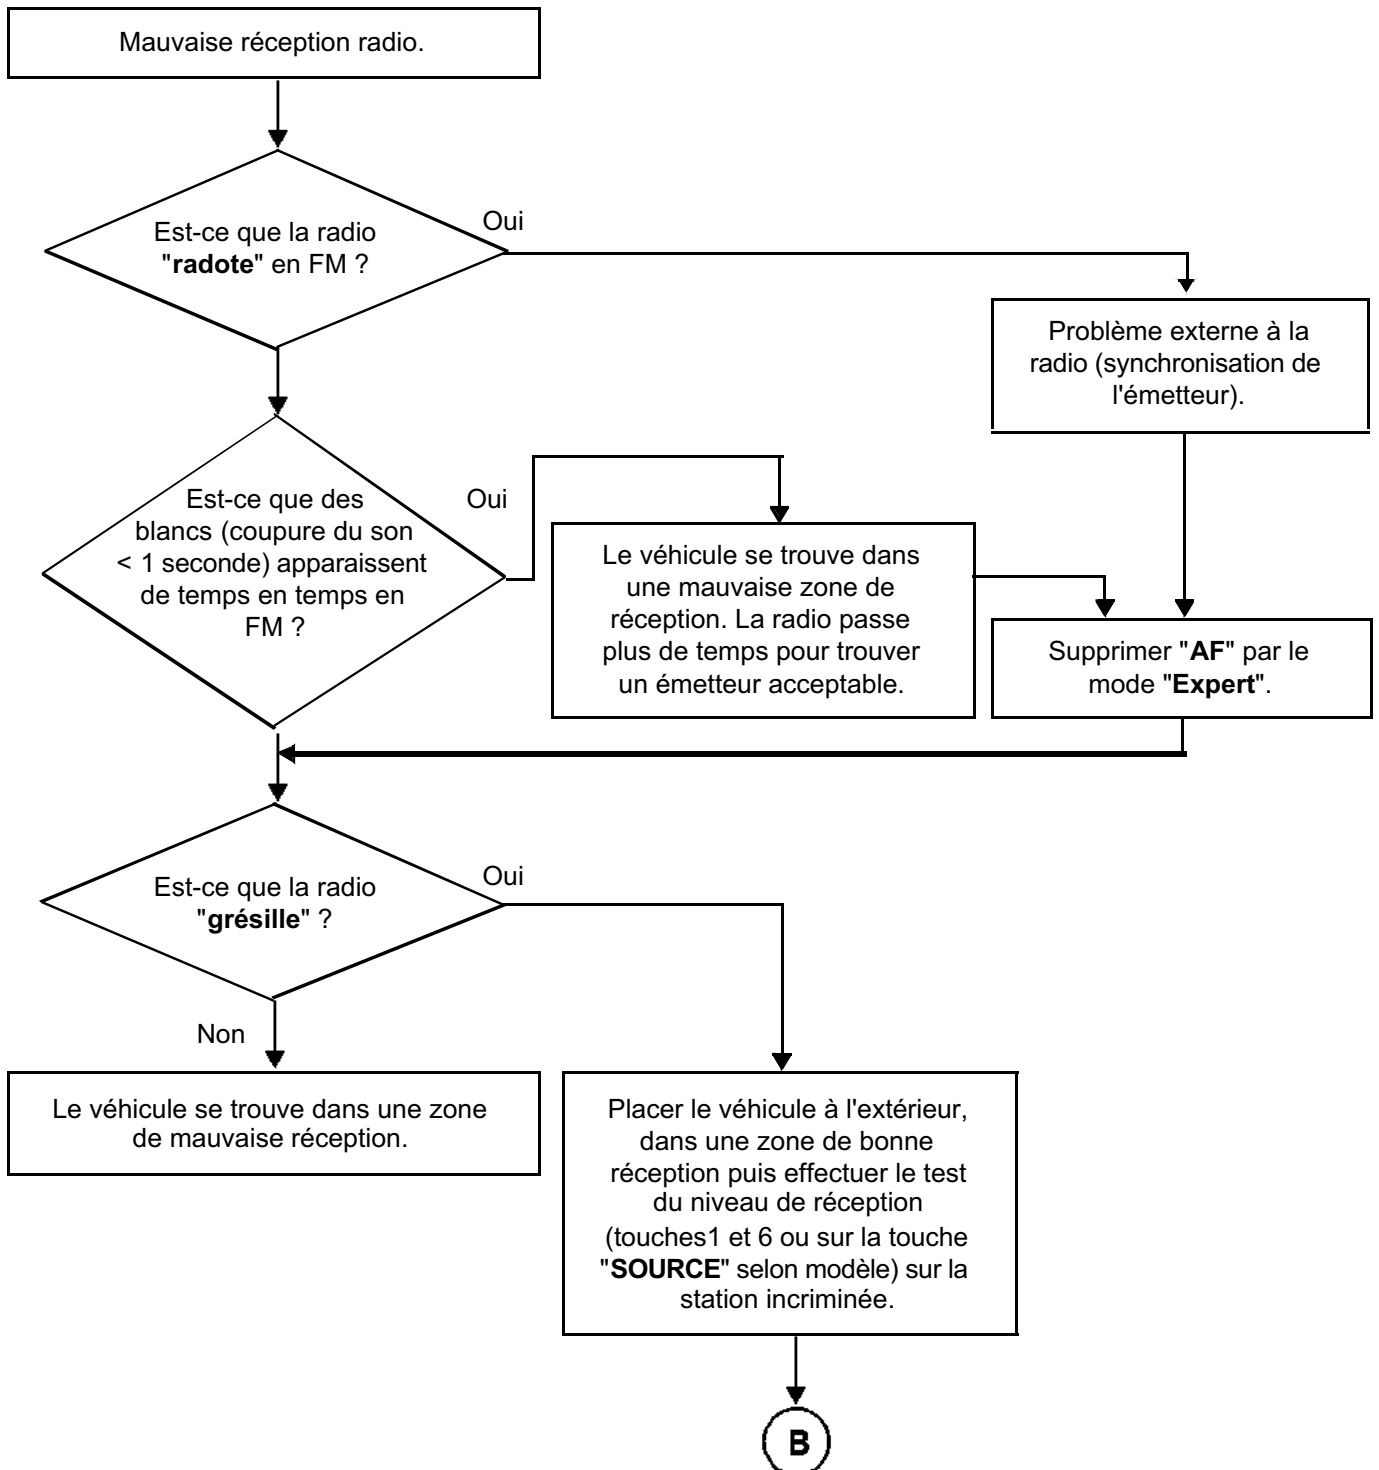 Mauvaise réception radio.
Oui
Est-ce que la radio
"radote" en FM ?
Problème externe à la
radio (synchronisation de
l'émetteur).
Est-ce que des
blancs (coupure du son
< 1 seconde) apparaissent
de temps en temps en
FM ?
Oui
Le véhicule se trouve dans
une mauvaise zone de
réception. La radio passe
plus de temps pour trouver
un émetteur acceptable.
Supprimer "AF" par le
mode "Expert".
Est-ce que la radio
"grésille" ?
Oui
Non
Le véhicule se trouve dans une zone
de mauvaise réception.
Placer le véhicule à l'extérieur,
dans une zone de bonne
réception puis effectuer le test
du niveau de réception
(touches1 et 6 ou sur la touche
"SOURCE" selon modèle) sur la
station incriminée.
B